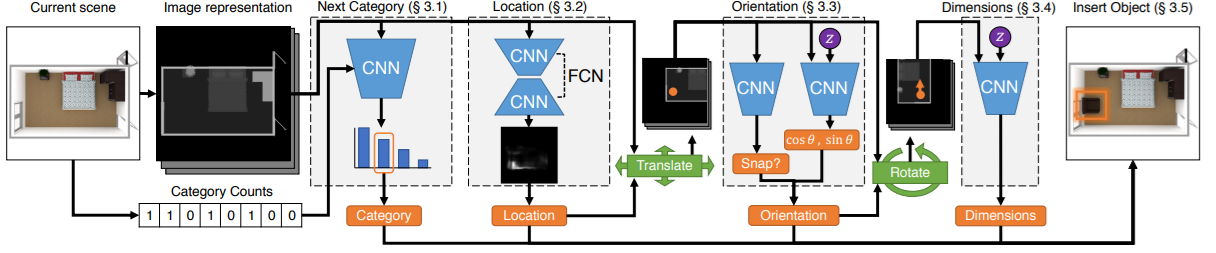 Current scene
Image representation
Next Category (§ 3.1)
Location (§ 3.2)
Orientation (§ 3.3)
Dimensions (§ 3.4)
Insert Object (§ 3.5)
CNN
CNN
CNN
FCN
CNN
z
CNN
z
CNN
cos θ , sin θ
Snap?
Translate
Rotate
Category Counts
1 1 0 1 0 1 0 0
Category
Location
Orientation
Dimensions